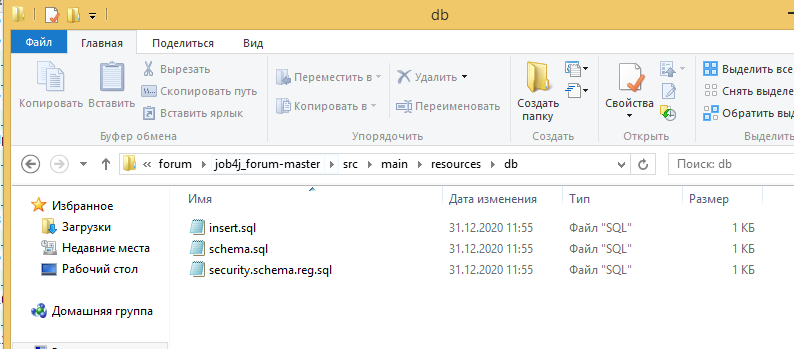 db
Файл Главная Поделиться Вид
Копировать Вставить Вырезать Скопировать путь Вставить ярлык
Переместить в Копировать в Удалить Переименовать
Создать папку
Свойства
Выделить все
Снять выделе
Обратить выд
Буфер обмена Упорядочить Создать Открыть Выделить
« forum job4j_forum-master src main resources db Поиск: db
Избранное
Загрузки
Недавние места
Рабочий стол
Домашняя группа
Имя Дата изменения Тип Размер
insert.sql 31.12.2020 11:55 Файл "SQL" 1 КБ
schema.sql 31.12.2020 11:55 Файл "SQL" 1 КБ
security.schema.reg.sql 31.12.2020 11:55 Файл "SQL" 1 КБ